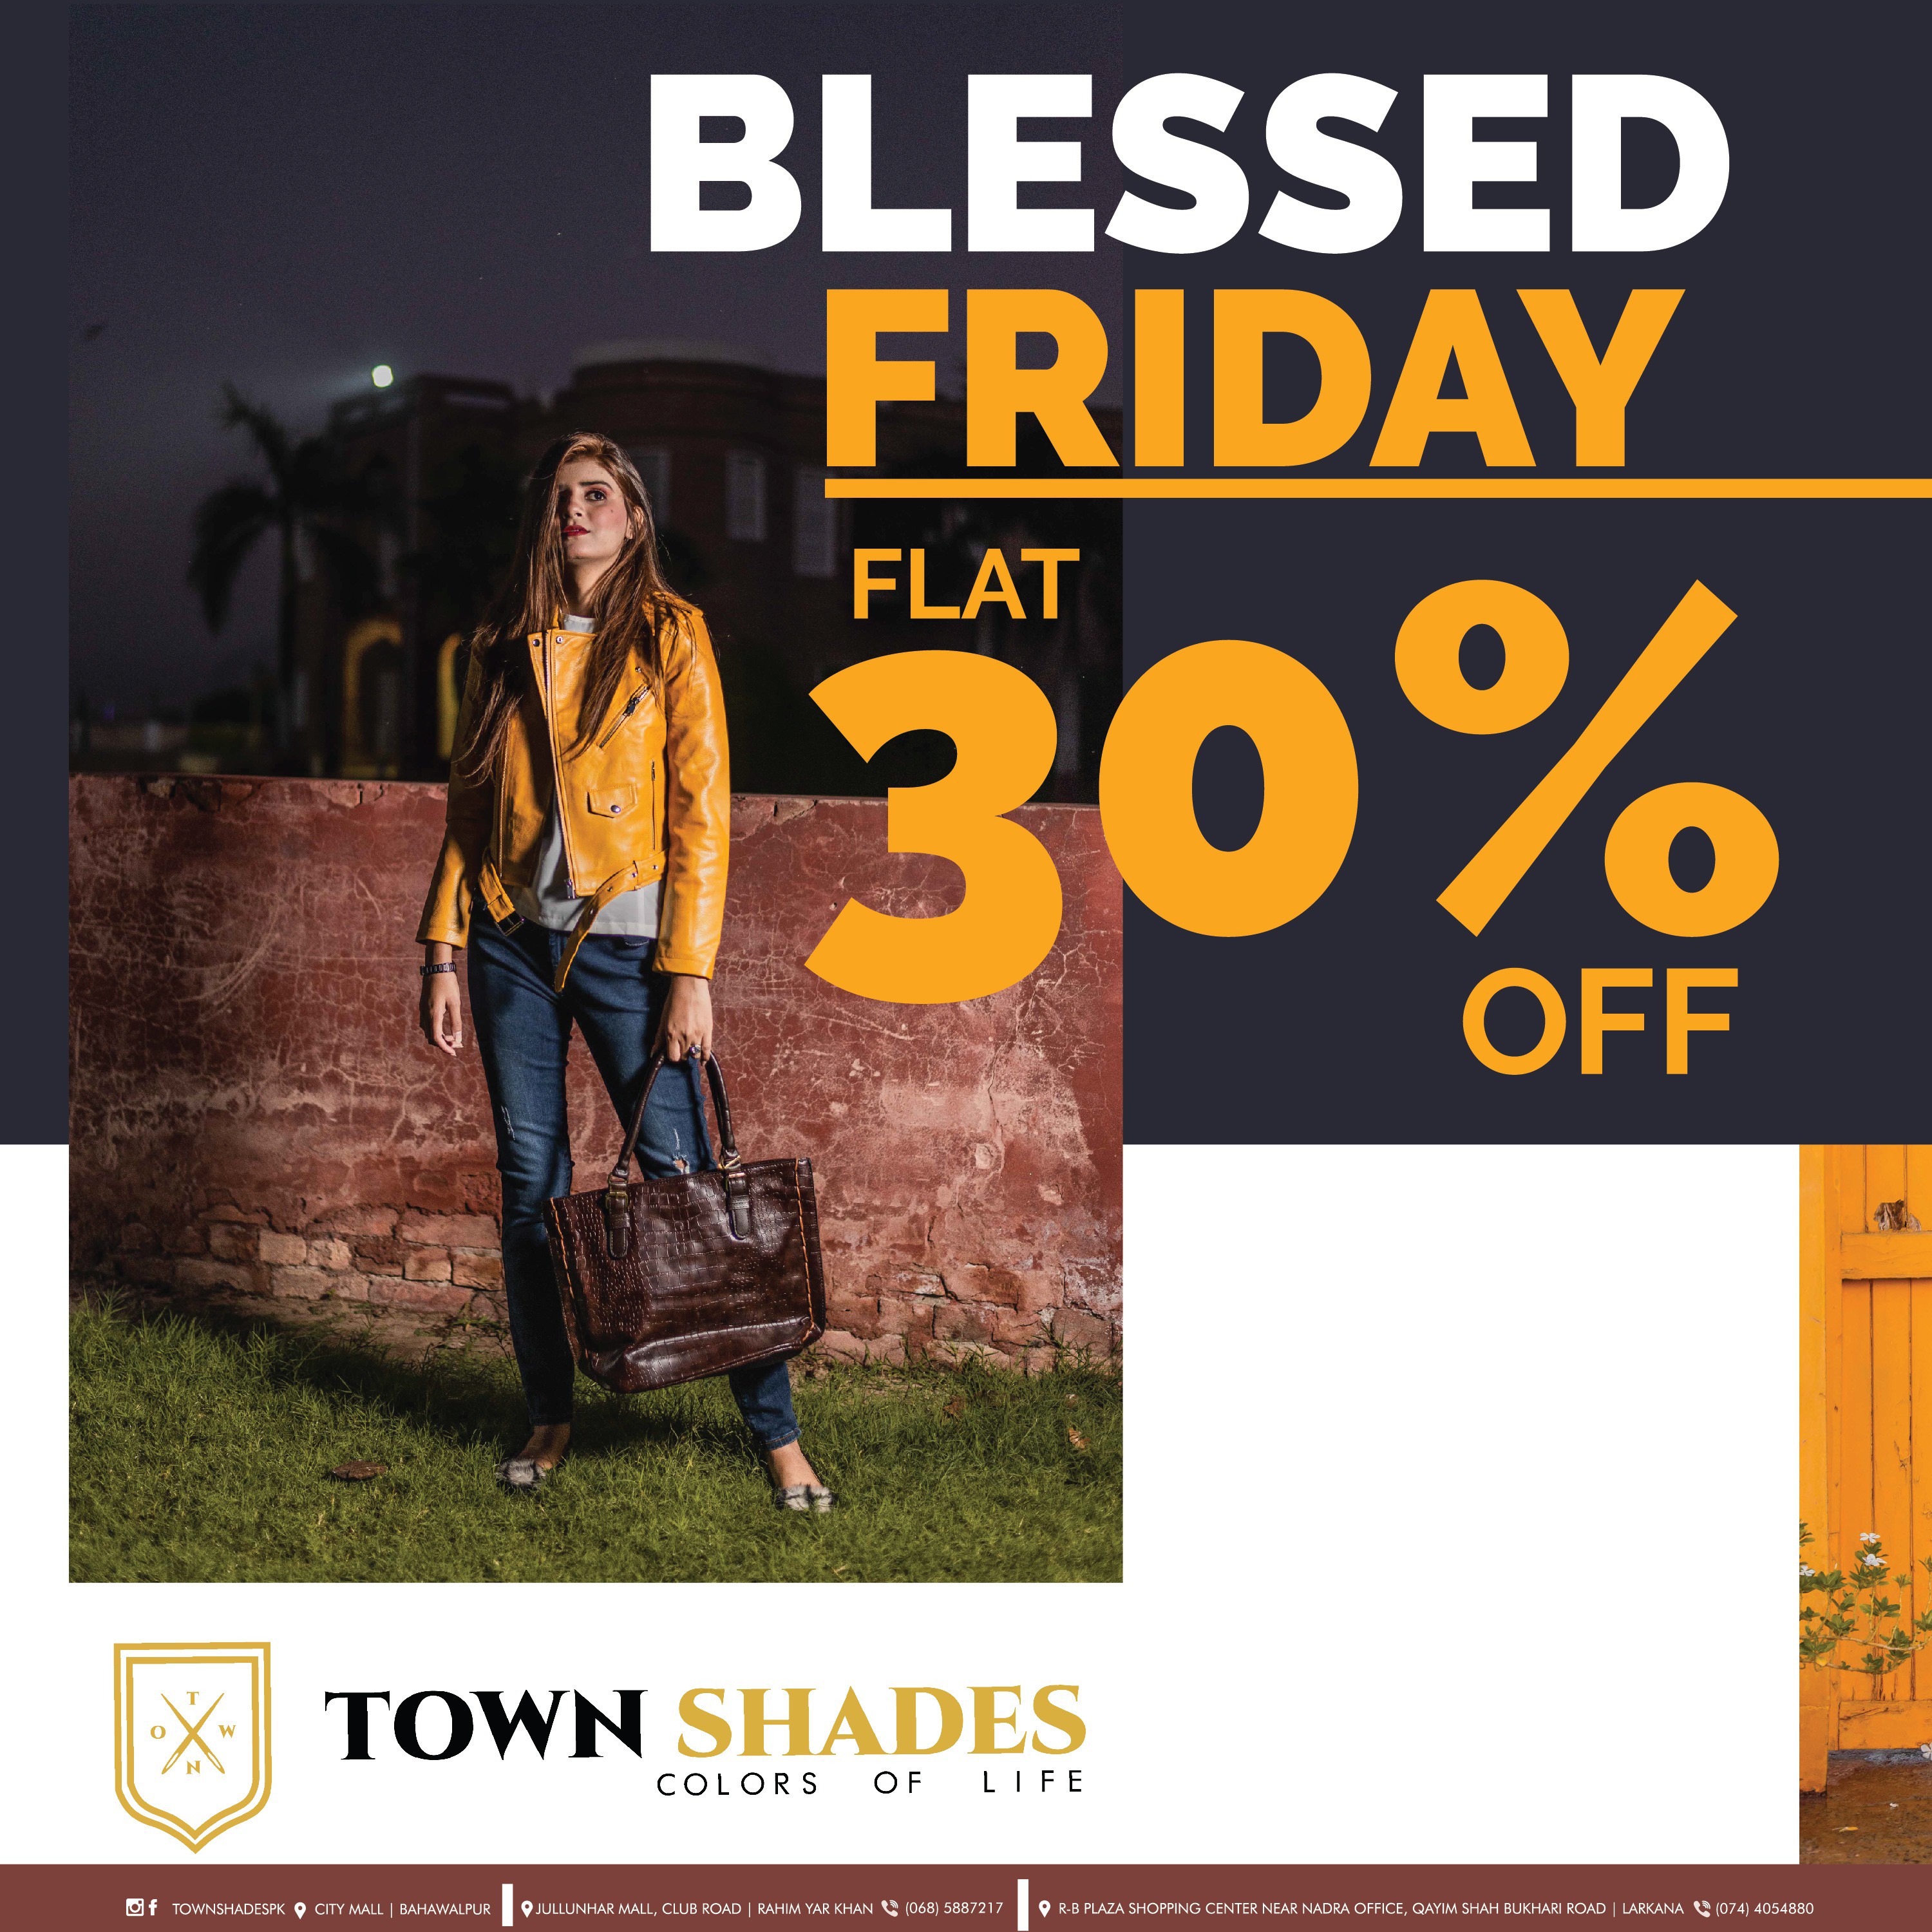 BLESSED
FRIDAY
FLAT
30%
OFF
T
O W
N
TOWN SHADES
COLORS OF LIFE
TOWNSHADESPK CITY MALL | BAHAWALPUR JULLUNHAR MALL, CLUB ROAD | RAHIM YAR KHAN (068) 5887217 R-B PLAZA SHOPPING CENTER NEAR NADRA OFFICE, QAYIM SHAH BUKHARI ROAD | LARKANA (074) 4054880